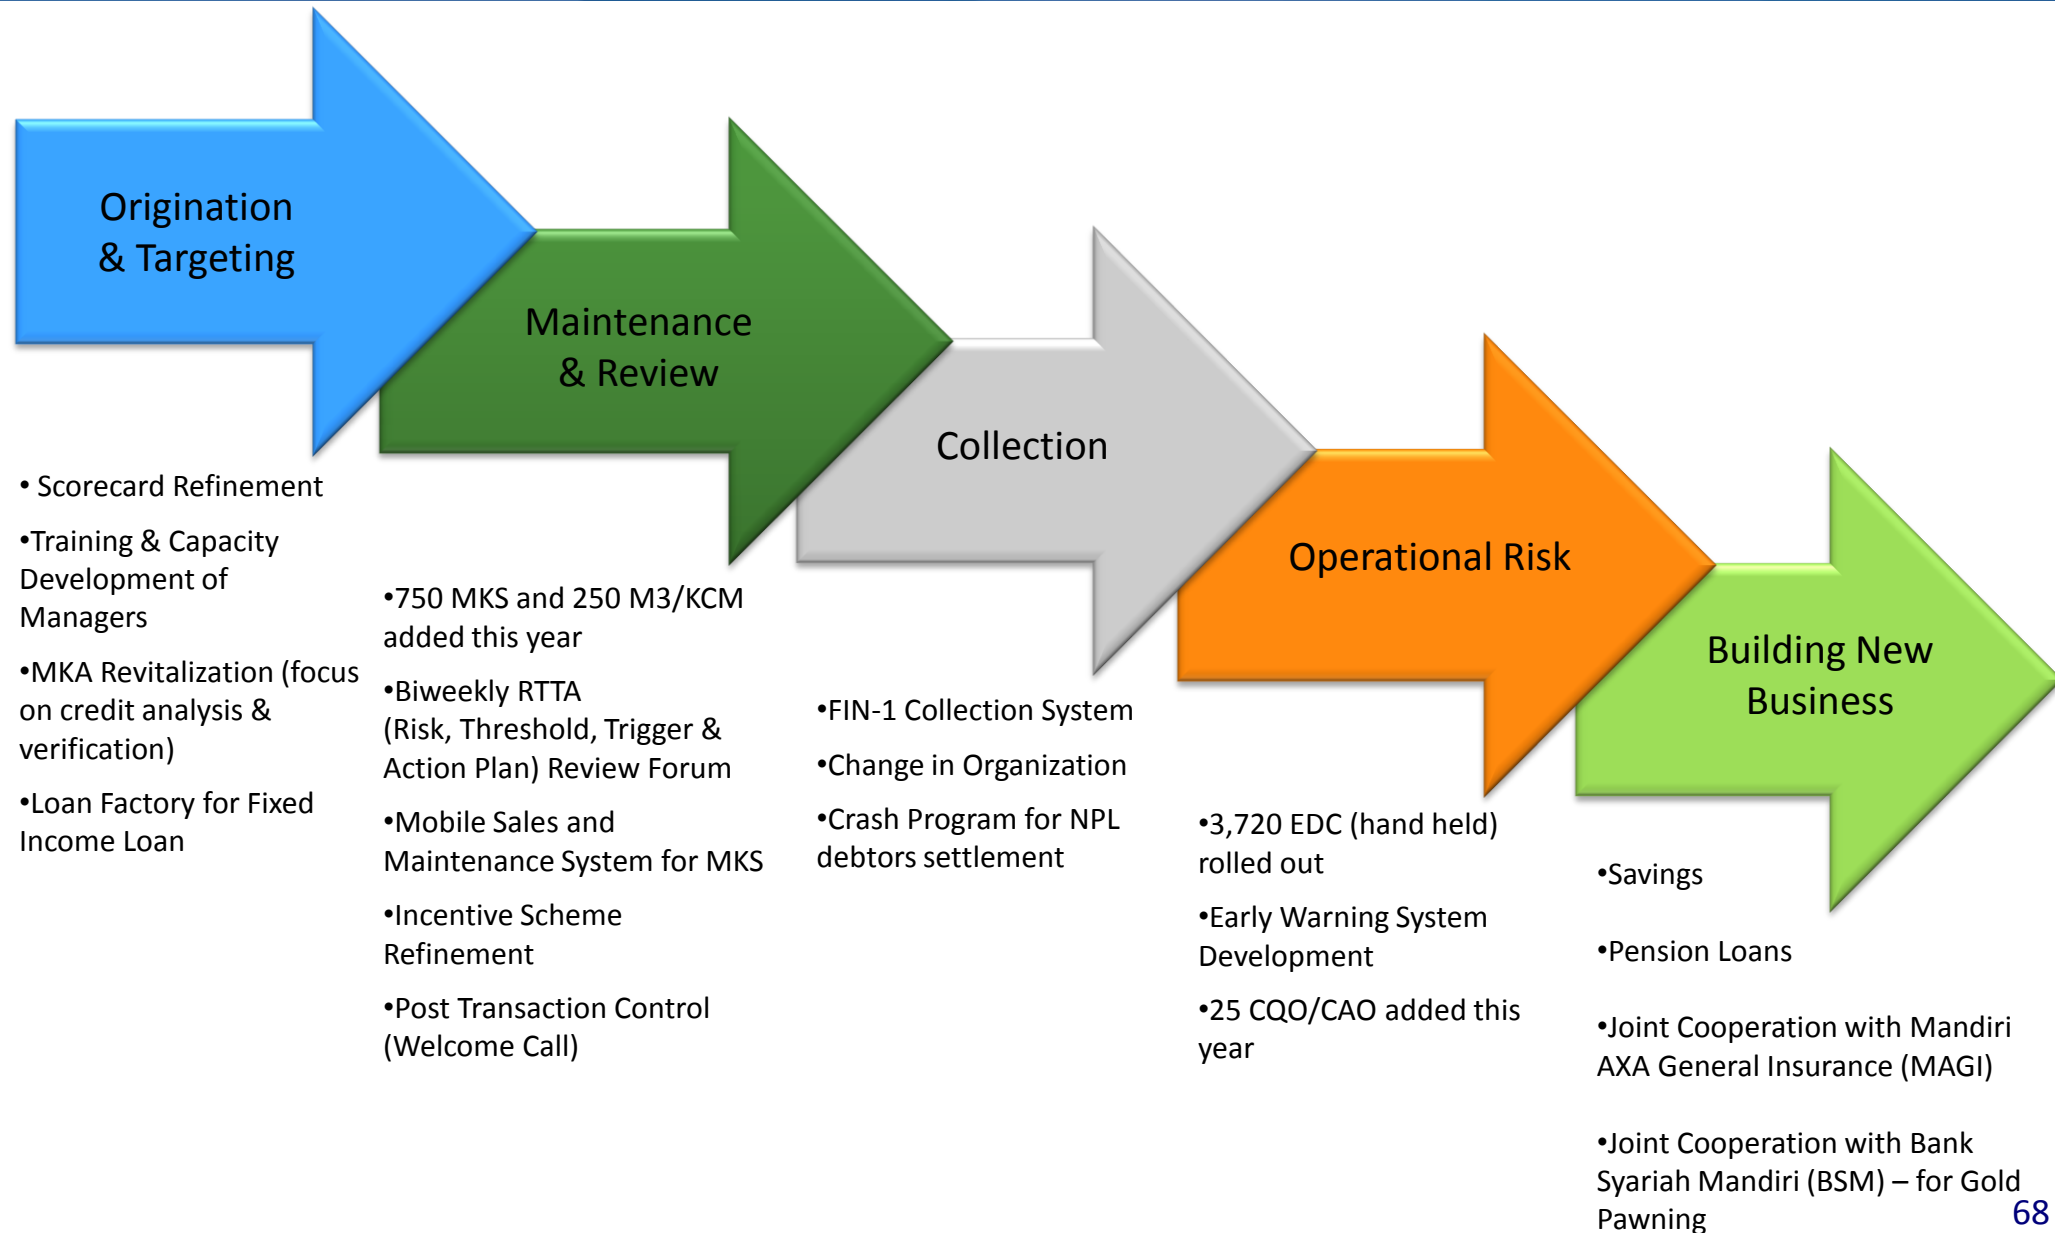 Origination
& Targeting
• Scorecard Refinement
•Training & Capacity
Development of
Managers
•MKA Revitalization (focus
on credit analysis &
verification)
•Loan Factory for Fixed
Income Loan
Maintenance
& Review
•750 MKS and 250 M3/KCM
added this year
•Biweekly RTTA
(Risk, Threshold, Trigger &
Action Plan) Review Forum
•Mobile Sales and
Maintenance System for MKS
•Incentive Scheme
Refinement
•Post Transaction Control
(Welcome Call)
Collection
•FIN-1 Collection System
•Change in Organization
•Crash Program for NPL
debtors settlement
Operational Risk
•3,720 EDC (hand held)
rolled out
•Early Warning System
Development
•25 CQO/CAO added this
year
Building New
Business
•Savings
•Pension Loans
•Joint Cooperation with Mandiri
AXA General Insurance (MAGI)
•Joint Cooperation with Bank
Syariah Mandiri (BSM) – for Gold
Pawning
68